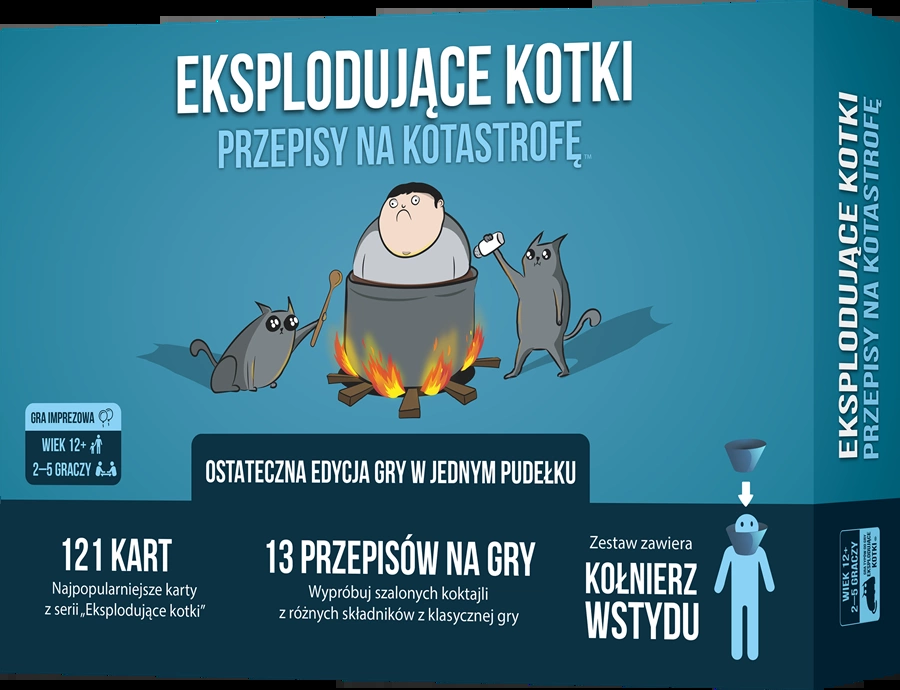 EKSPLODUJĄCE KOTKI
PRZEPISY NA KOTASTROFĘ™
GRA IMPREZOWA
WIEK 12+
2–5 GRACZY
OSTATECZNA EDYCJA GRY W JEDNYM PUDEŁKU
121 KART
Najpopularniejsze karty
z serii „Eksplodujące kotki”
13 PRZEPISÓW NA GRY
Wypróbuj szalonych koktajli
z różnych składników z klasycznej gry
Zestaw zawiera
KOŁNIERZ
WSTYDU
EKSPLODUJĄCE KOTKI
PRZEPISY NA KOTASTROFĘ
WIEK 12+
2–5 GRACZY
EKSPLODUJĄCE
KOTKI